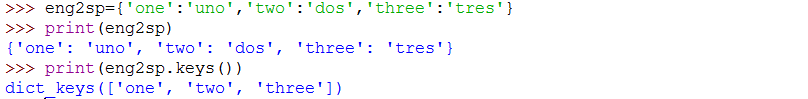 >>> eng2sp={'one':'uno','two':'dos','three':'tres'}
>>> print(eng2sp)
{'one': 'uno', 'two': 'dos', 'three': 'tres'}
>>> print(eng2sp.keys())
dict_keys(['one', 'two', 'three'])